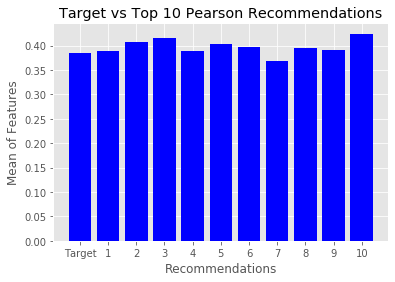 Target vs Top 10 Pearson Recommendations
0.40
0.35
0.30
0.25
0.20
0.15
0.10
0.05
0.00
Mean of Features
Target 1 2 3 4 5 6 7 8 9 10
Recommendations